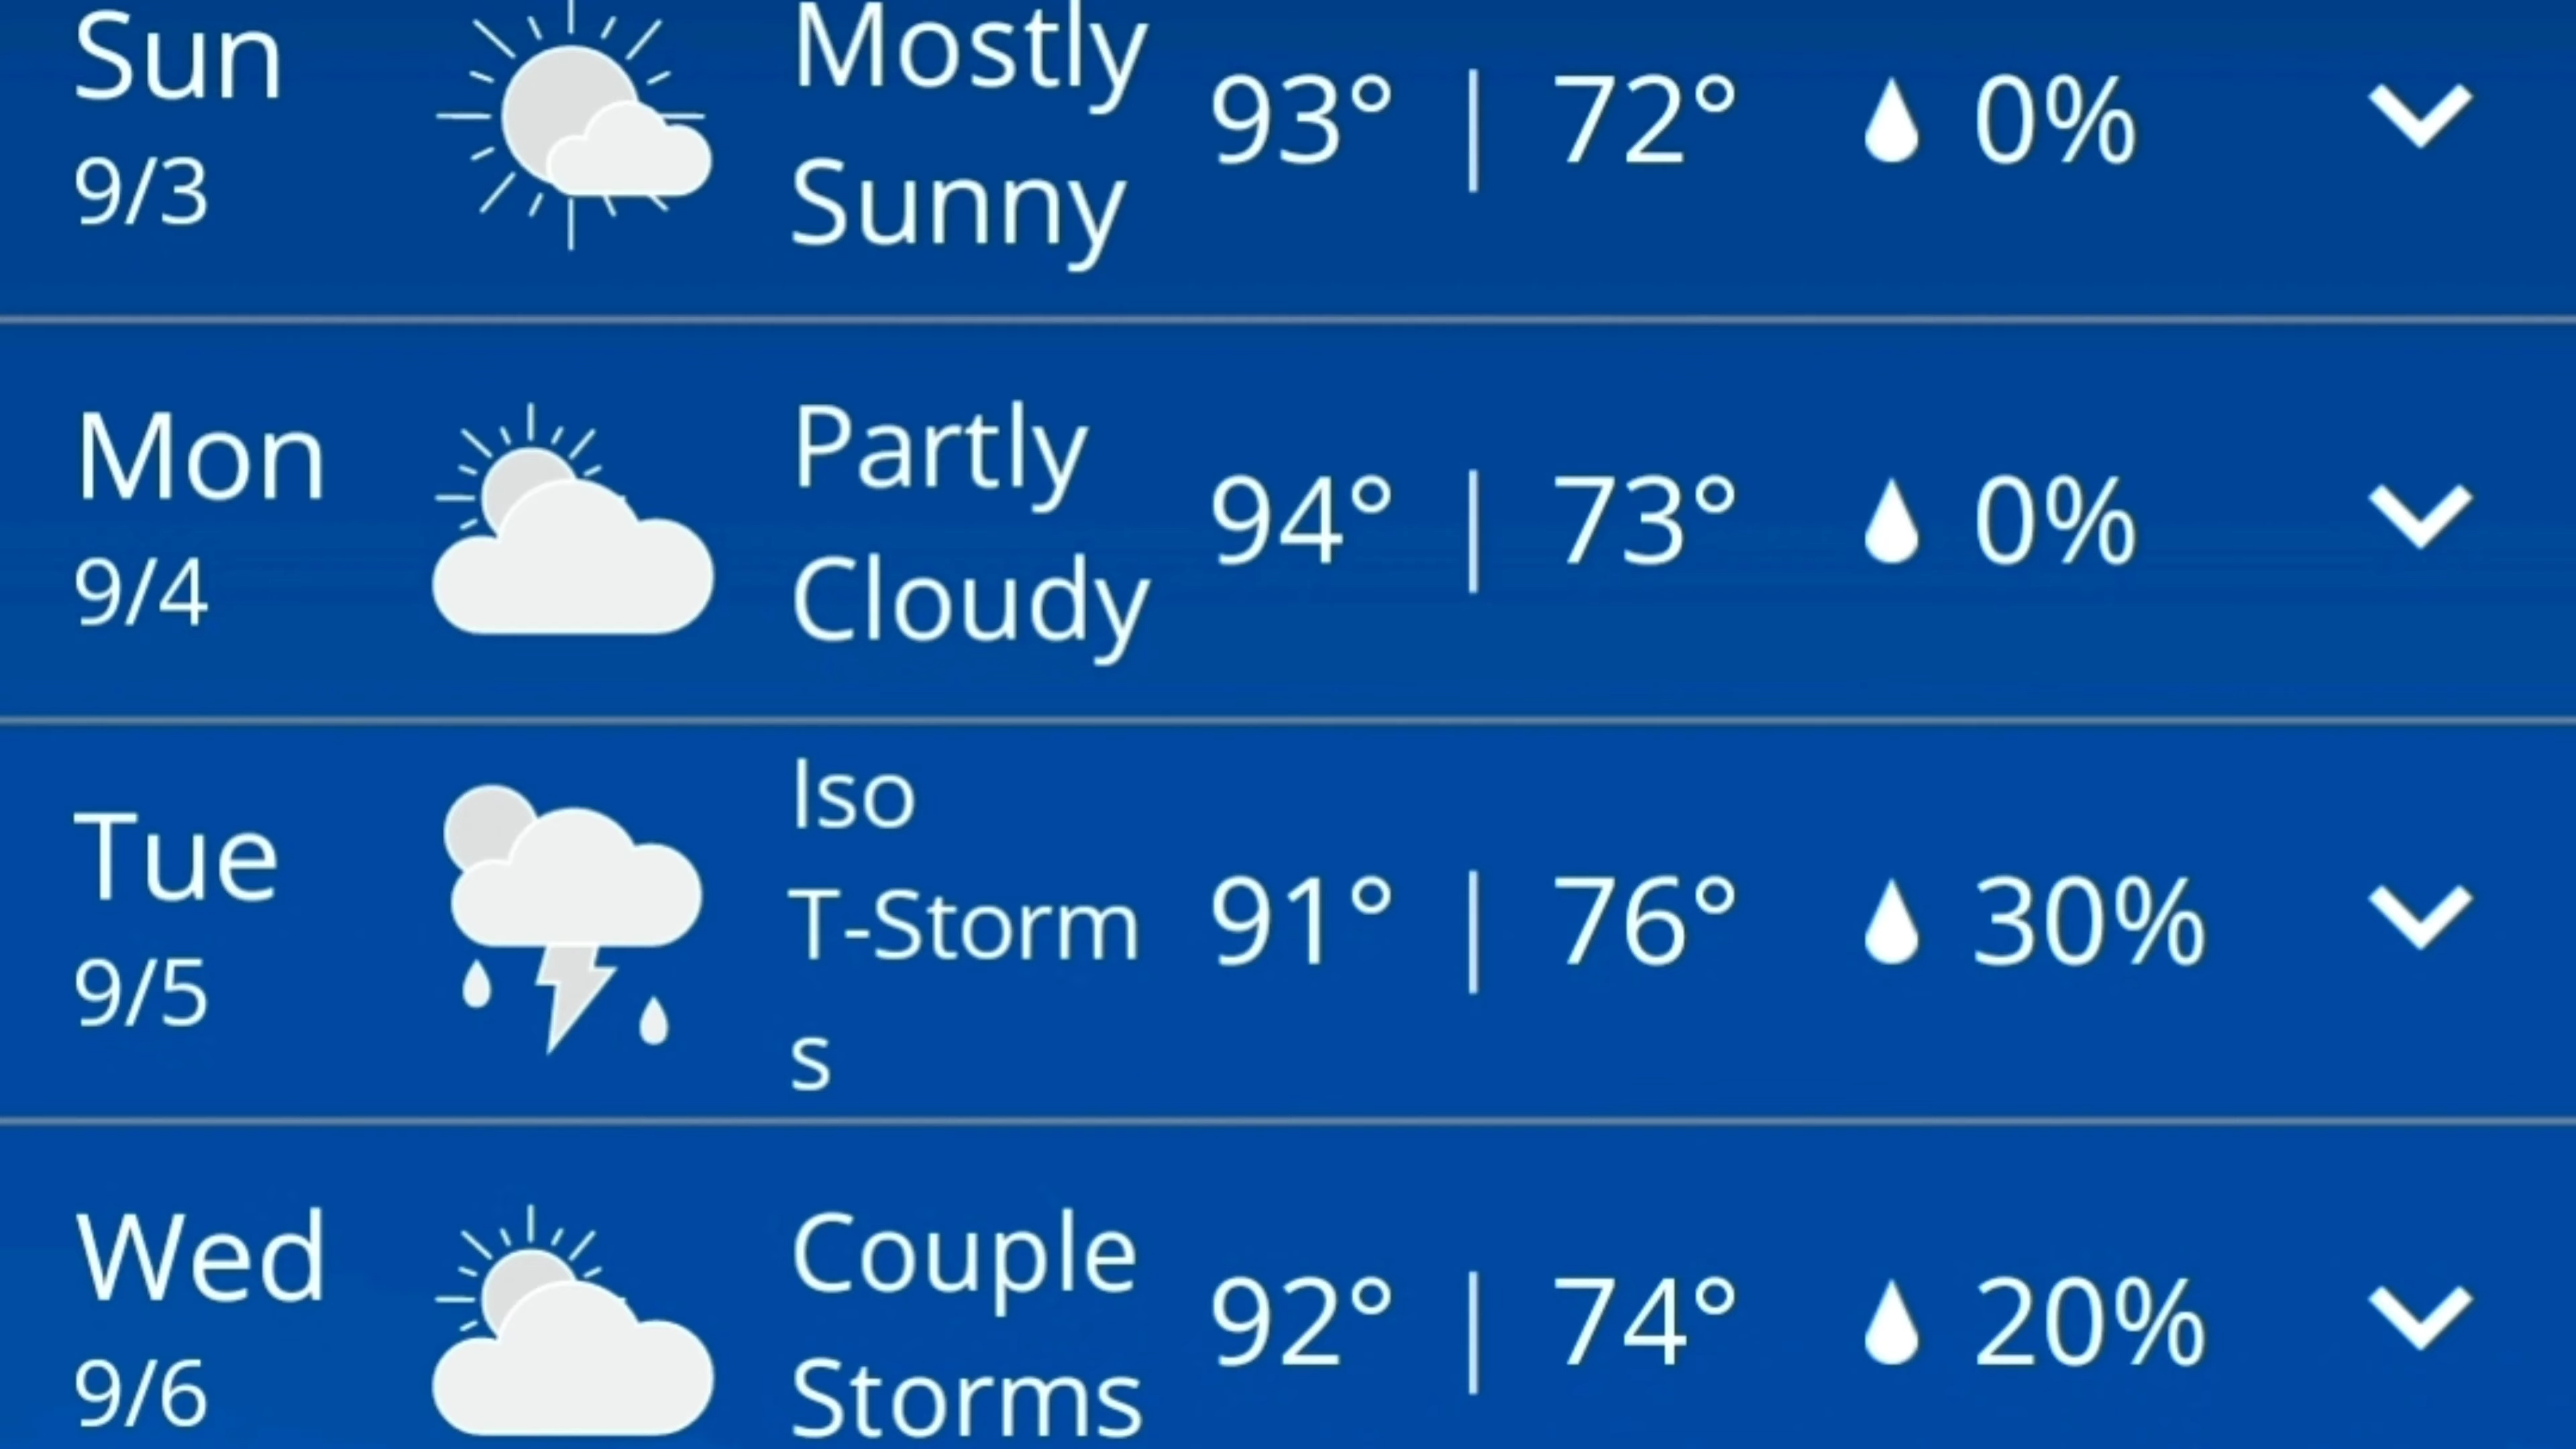 Sun
9/3
Mostly
Sunny
93° | 72° 0%
Mon
9/4
Partly
Cloudy
94° | 73° 0%
Tue
9/5
Iso
T-Storm
s
91° | 76° 30%
Wed
9/6
Couple
Storms
92° | 74° 20%